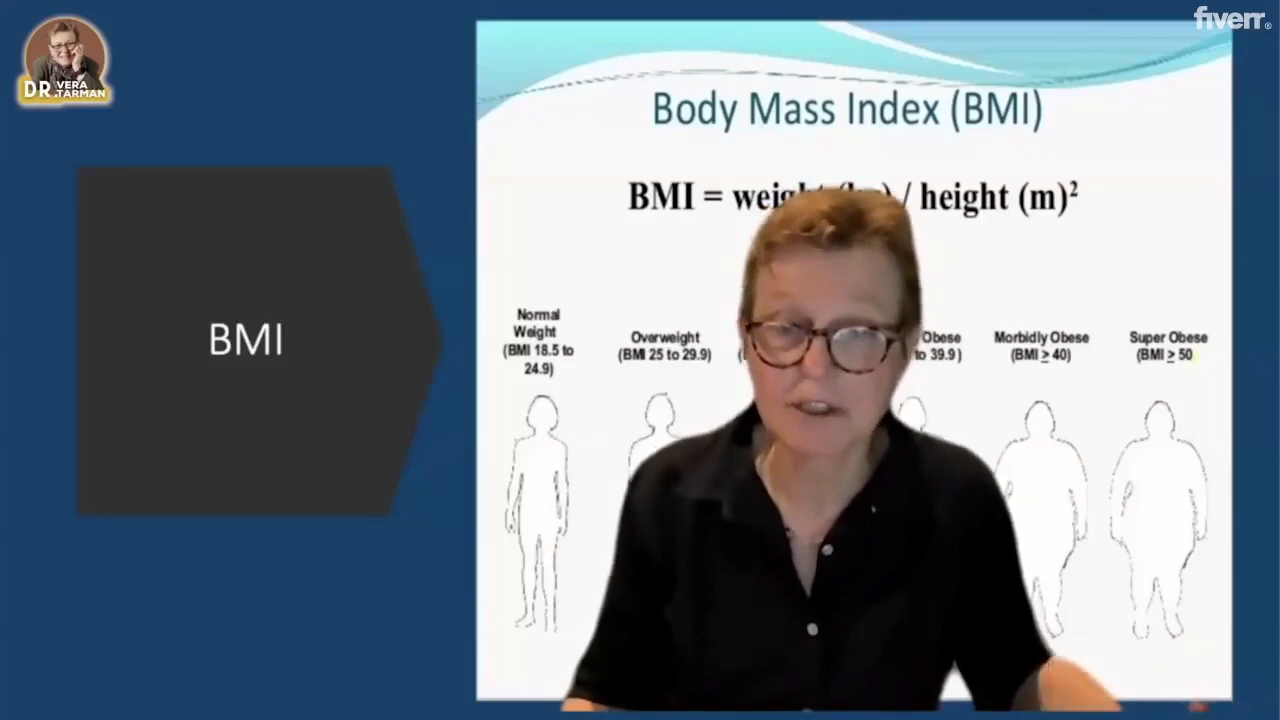 DR. VERA TARMAN
fiverr®
Body Mass Index (BMI)
BMI = weight / height (m)²
BMI
Normal
Weight
(BMI 18.5 to
24.9)
Overweight
(BMI 25 to 29.9)
Obese
to 39.9)
Morbidly Obese
(BMI ≥ 40)
Super Obese
(BMI ≥ 50